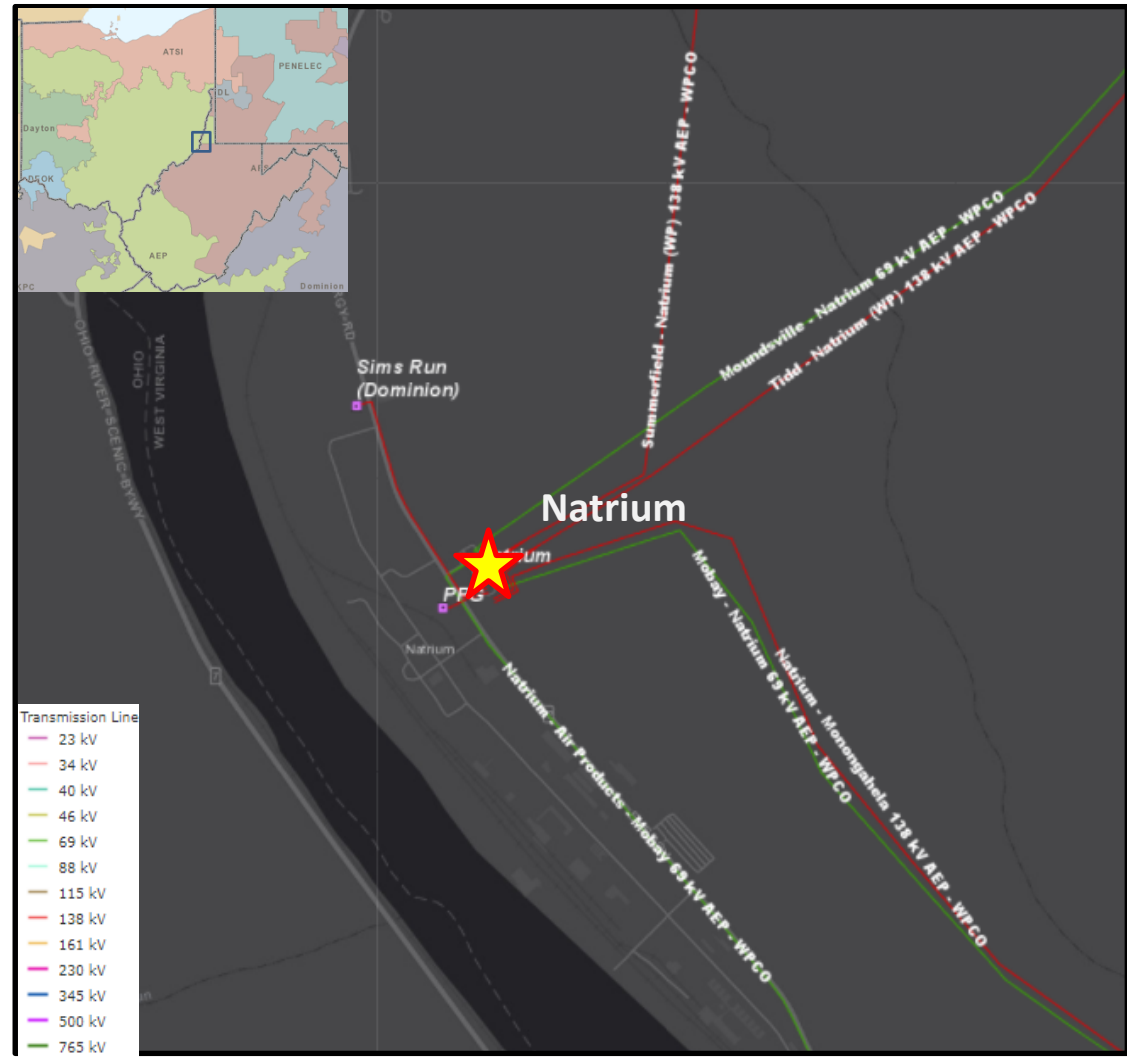 ATSI
PENELEC
DL
Dayton
DEOK
APS
AEP
Dominion
OHIO-RIVER-SCENIC-BYWY
OHIO
WEST VIRGINIA
Sims Run
(Dominion)
Summerfield - Natrium (WP) 138 kV AEP - WPCO
Moundsville - Natrium 69 kV AEP - WPCO
Tidd - Natrium (WP) 138 kV AEP - WPCO
Natrium
PPG
Natrium
Mobay - Natrium 69 kV AEP - WPCO
Natrium - Monongahela 138 kV AEP - WPCO
Natrium - Air Products - Mobay 69 kV AEP - WPCO
Transmission Line
23 kV
34 kV
40 kV
46 kV
69 kV
88 kV
115 kV
138 kV
161 kV
230 kV
345 kV
500 kV
765 kV